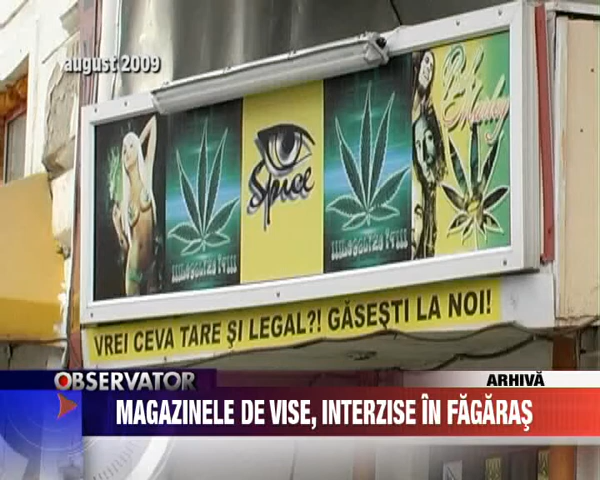 august 2009
Bob
Marley
Spice
VREI CEVA TARE ŞI LEGAL?! GĂSEŞTI LA NOI!
OBSERVATOR
ARHIVĂ
MAGAZINELE DE VISE, INTERZISE ÎN FĂGĂRAŞ